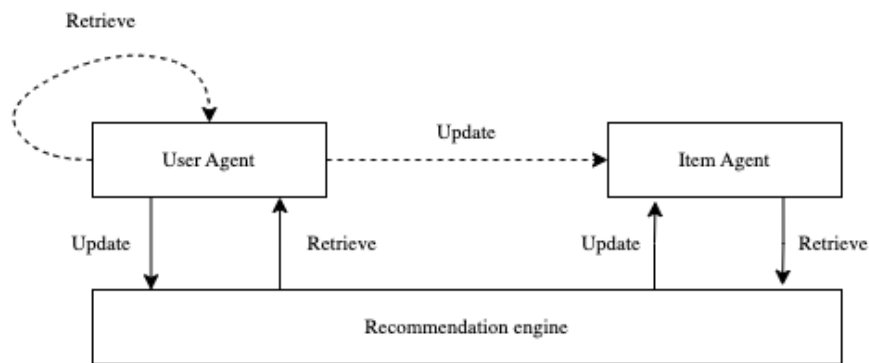 Retrieve
Update
User Agent
Item Agent
Update
Retrieve
Update
Retrieve
Recommendation engine